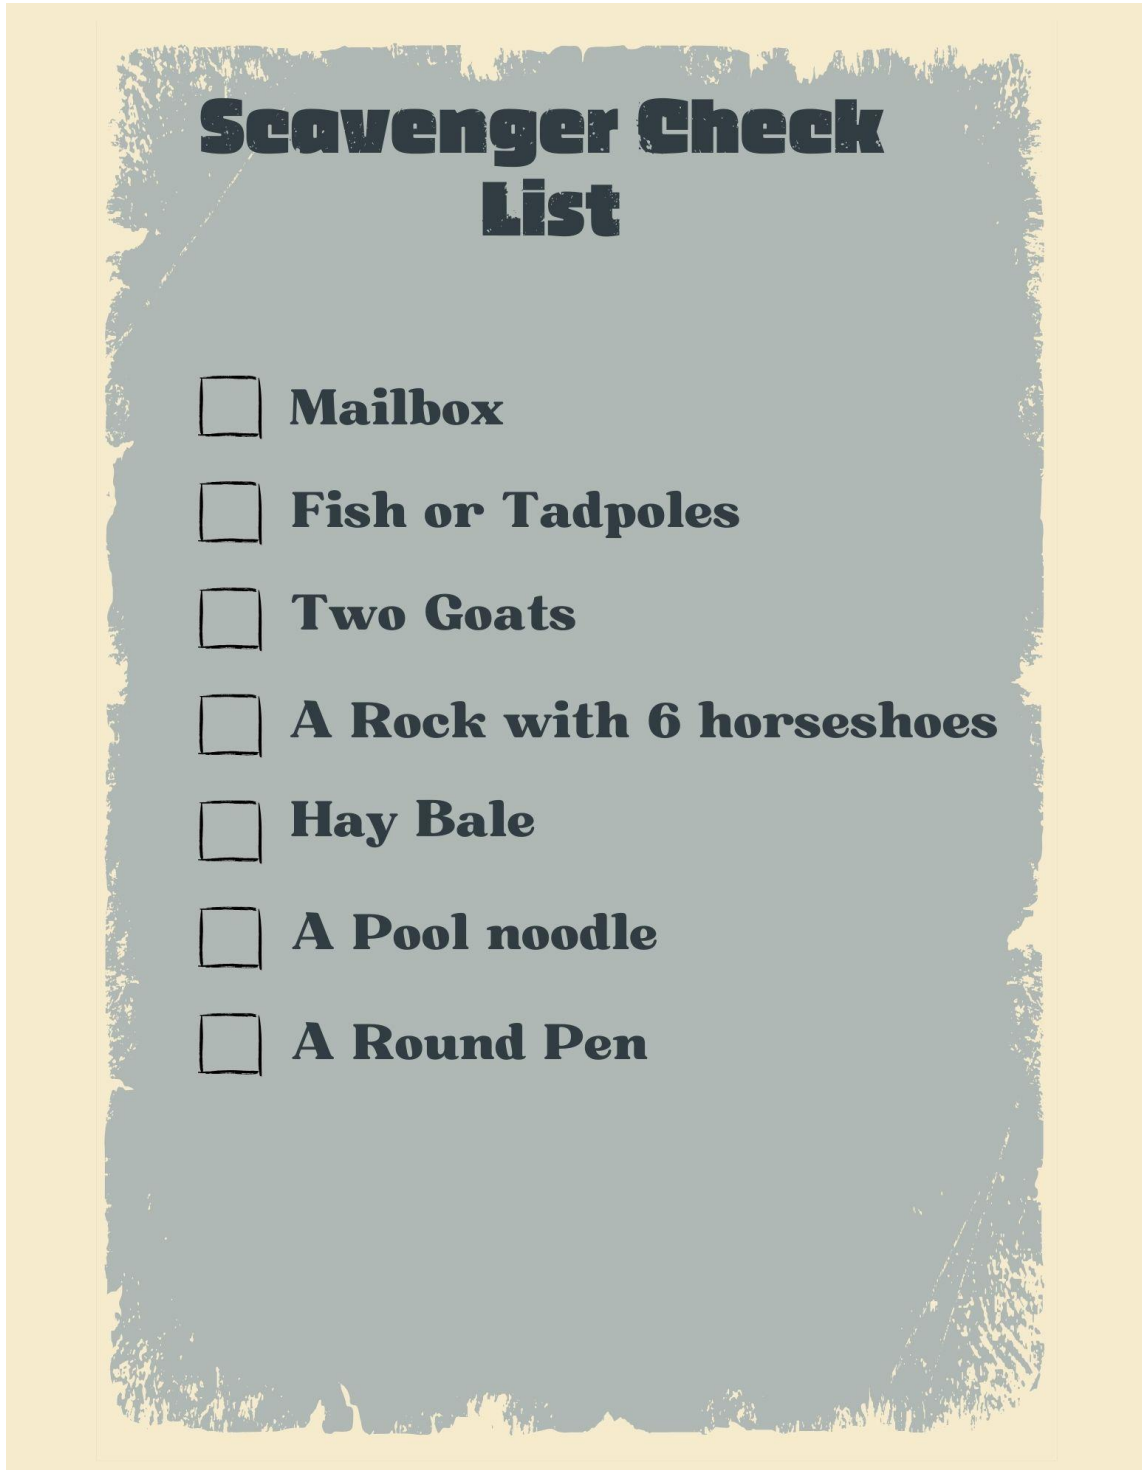 Scavenger Check
List
Mailbox
Fish or Tadpoles
Two Goats
A Rock with 6 horseshoes
Hay Bale
A Pool noodle
A Round Pen